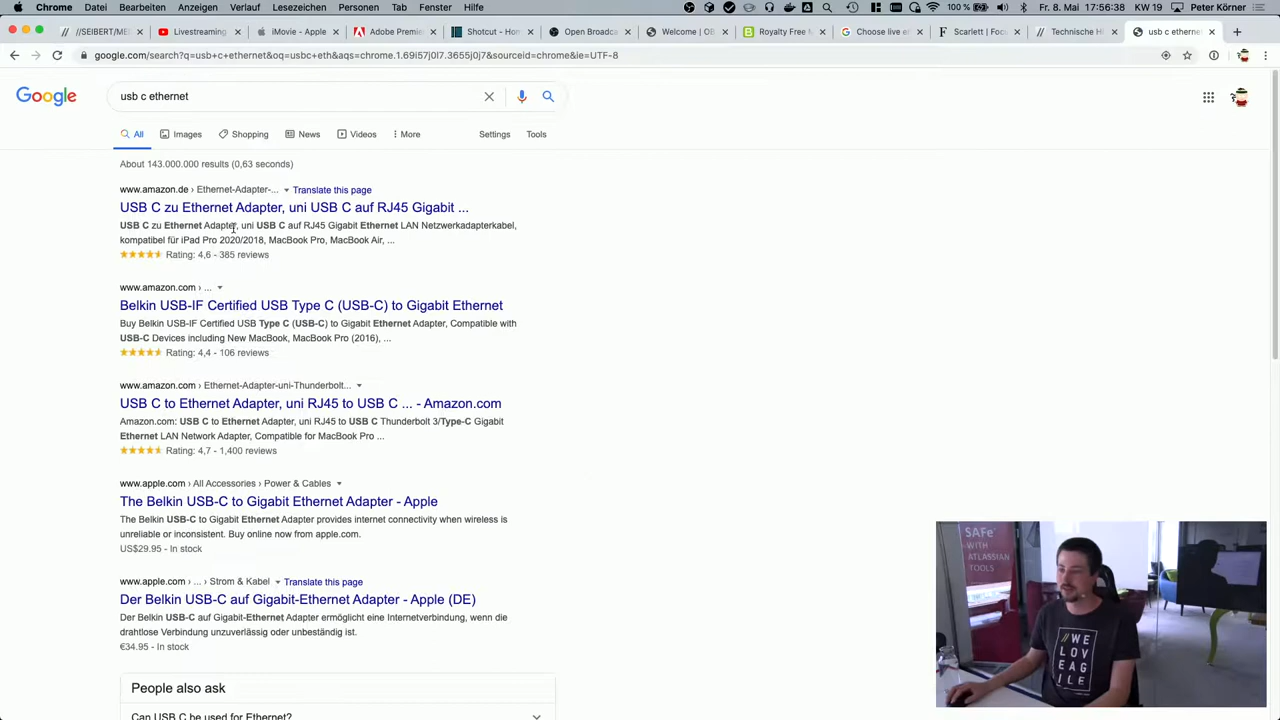 Chrome Datei Bearbeiten Anzeigen Verlauf Lesezeichen Personen Tab Fenster Hilfe 100 % Fr. 8. Mai 15:56:38 KW 19 Peter Körner
//SEIBERT/ME Livestreaming iMovie - Apple Adobe Premie Shotcut - Hom Open Broadca Welcome | OB Royalty Free M Choose live e Scarlett | Foc Technische Hi usb c etherne
google.com/search?q=usb+c+ethernet&oq=usbc+eth&aqs=chrome.1.69i57j0l7.3655j0j7&sourceid=chrome&ie=UTF-8
Google usb c ethernet
All Images Shopping News Videos More Settings Tools
About 143.000.000 results (0,63 seconds)
www.amazon.de › Ethernet-Adapter-... Translate this page
USB C zu Ethernet Adapter, uni USB C auf RJ45 Gigabit ...
USB C zu Ethernet Adapter, uni USB C auf RJ45 Gigabit Ethernet LAN Netzwerkadapterkabel,
kompatibel für iPad Pro 2020/2018, MacBook Pro, MacBook Air, ...
Rating: 4,6 - 385 reviews
www.amazon.com › ...
Belkin USB-IF Certified USB Type C (USB-C) to Gigabit Ethernet
Buy Belkin USB-IF Certified USB Type C (USB-C) to Gigabit Ethernet Adapter, Compatible with
USB-C Devices including New MacBook, MacBook Pro (2016), ...
Rating: 4,4 - 106 reviews
www.amazon.com › Ethernet-Adapter-uni-Thunderbolt...
USB C to Ethernet Adapter, uni RJ45 to USB C ... - Amazon.com
Amazon.com: USB C to Ethernet Adapter, uni RJ45 to USB C Thunderbolt 3/Type-C Gigabit
Ethernet LAN Network Adapter, Compatible for MacBook Pro ...
Rating: 4,7 - 1,400 reviews
www.apple.com › All Accessories › Power & Cables
The Belkin USB-C to Gigabit Ethernet Adapter - Apple
The Belkin USB-C to Gigabit Ethernet Adapter provides internet connectivity when wireless is
unreliable or inconsistent. Buy online now from apple.com.
US$29.95 - In stock
www.apple.com › ... › Strom & Kabel Translate this page
Der Belkin USB-C auf Gigabit-Ethernet Adapter - Apple (DE)
Der Belkin USB-C auf Gigabit-Ethernet Adapter ermöglicht eine Internetverbindung, wenn die
drahtlose Verbindung unzuverlässig oder unbeständig ist.
€34.95 - In stock
People also ask
Can USB C be used for Ethernet?
SAFe
WITH
ATLASSIAN
TOOLS
//WE
LOVE
AGILE